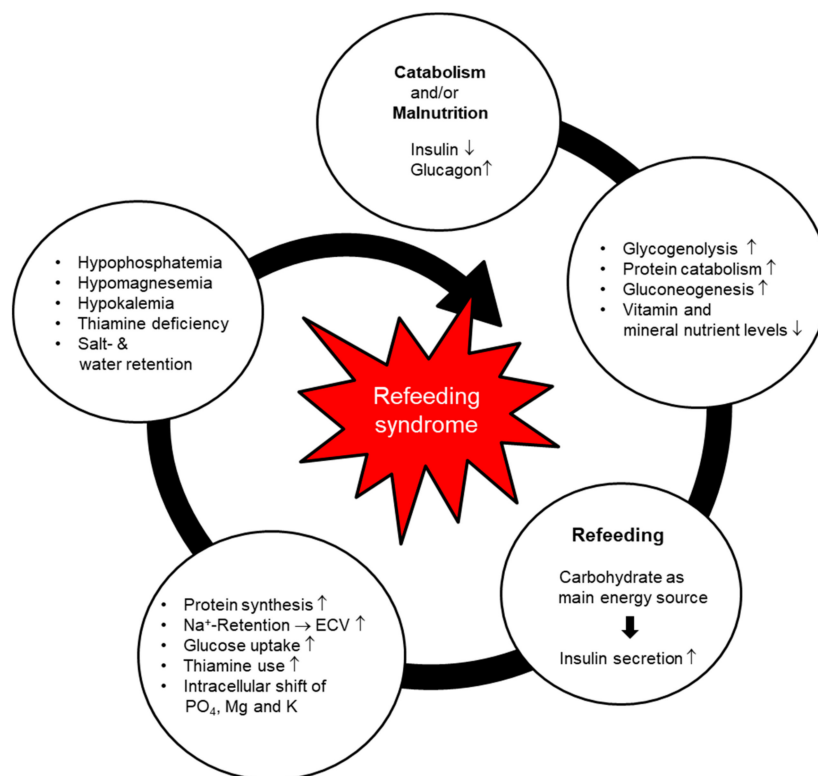 Catabolism
and/or
Malnutrition
Insulin ↓
Glucagon↑
• Glycogenolysis ↑
• Protein catabolism ↑
• Gluconeogenesis ↑
• Vitamin and
mineral nutrient levels ↓
Refeeding
Carbohydrate as
main energy source
Insulin secretion ↑
• Protein synthesis ↑
• Na⁺-Retention → ECV ↑
• Glucose uptake ↑
• Thiamine use ↑
• Intracellular shift of
PO₄, Mg and K
• Hypophosphatemia
• Hypomagnesemia
• Hypokalemia
• Thiamine deficiency
• Salt- &
water retention
Refeeding
syndrome